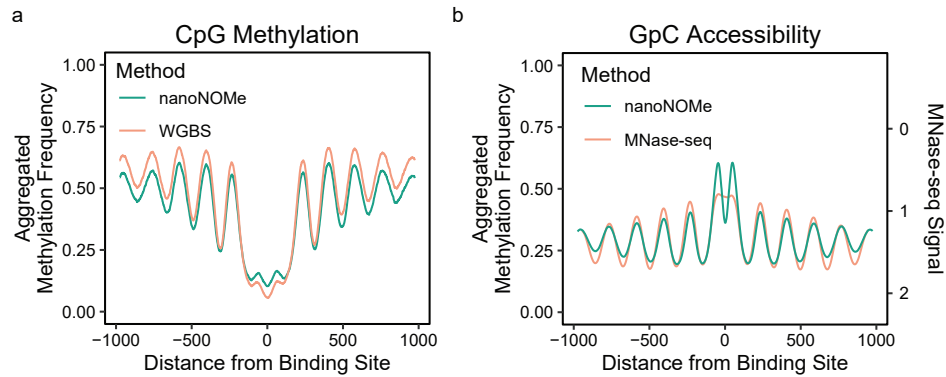 a
CpG Methylation
Aggregated
Methylation Frequency
1.00
0.75
0.50
0.25
0.00
Method
nanoNOMe
WGBS
−1000
−500
0
500
1000
Distance from Binding Site
b
GpC Accessibility
Aggregated
Methylation Frequency
1.00
0.75
0.50
0.25
0.00
Method
nanoNOMe
MNase-seq
0
1
2
MNase-seq Signal
−1000
−500
0
500
1000
Distance from Binding Site